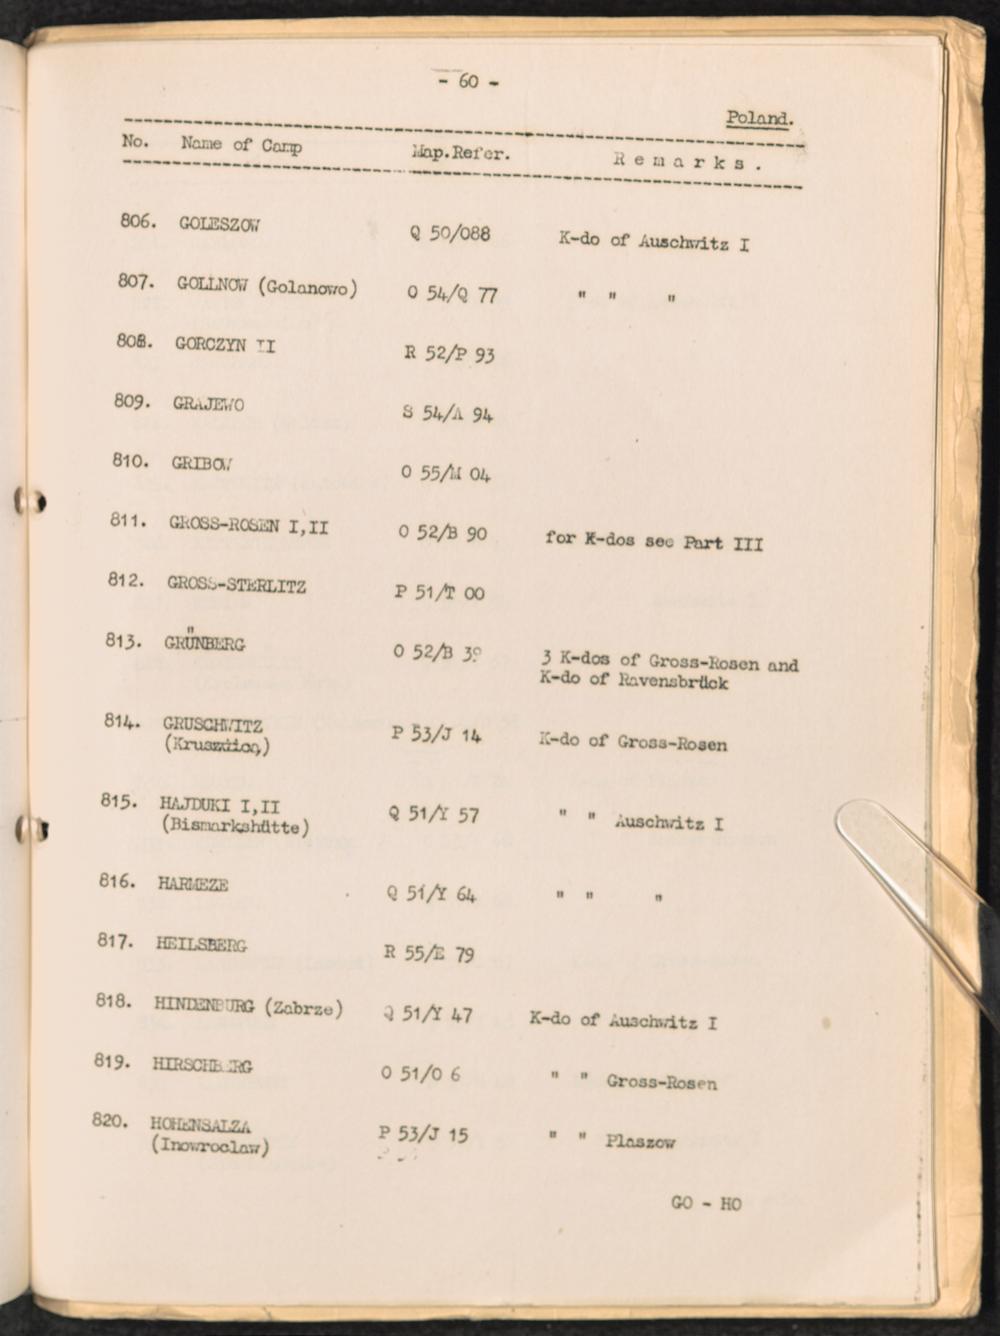 - 60 -
Poland.
No. Name of Camp Map.Refer. Remarks.
806. GOLESZOW Q 50/088 K-do of Auschwitz I
807. GOLLNOW (Golanowo) O 54/Q 77 " " "
808. GORCZYN II R 52/P 93
809. GRAJEWO S 54/A 94
810. GRIBOW O 55/M 04
811. GROSS-ROSEN I,II O 52/B 90 for K-dos see Part III
812. GROSS-STERLITZ P 51/T 00
813. GRÜNBERG O 52/B 3 3 K-dos of Gross-Rosen and
K-do of Ravensbrück
814. GRUSCHWITZ P 53/J 14 K-do of Gross-Rosen
815. HAJDUKI I,II Q 51/Y 57 " " Auschwitz I
(Bismarkshütte)
816. HARMEZE Q 51/Y 64 " " "
817. HEILSBERG R 55/E 79
818. HINDENBURG (Zabrze) Q 51/Y 47 K-do of Auschwitz I
819. HIRSCHBERG O 51/O 6 " " Gross-Rosen
820. HOHENSALZA P 53/J 15 " " Plaszow
(Inowroclaw)
GO - HO